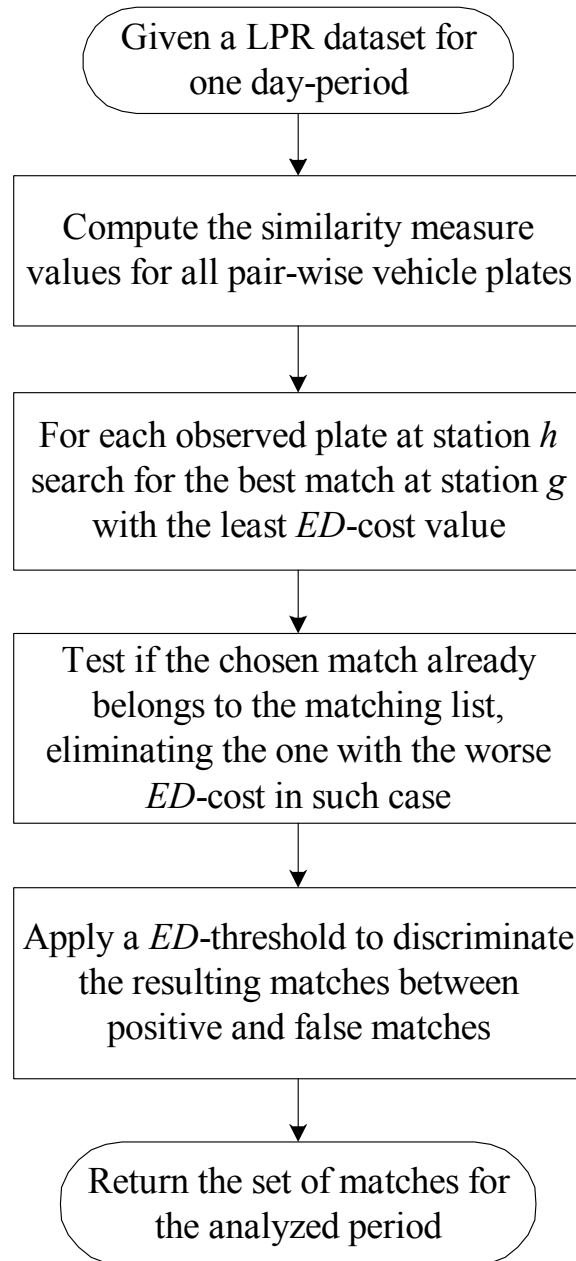 Given a LPR dataset for
one day-period
Compute the similarity measure
values for all pair-wise vehicle plates
For each observed plate at station h
search for the best match at station g
with the least ED-cost value
Test if the chosen match already
belongs to the matching list,
eliminating the one with the worse
ED-cost in such case
Apply a ED-threshold to discriminate
the resulting matches between
positive and false matches
Return the set of matches for
the analyzed period